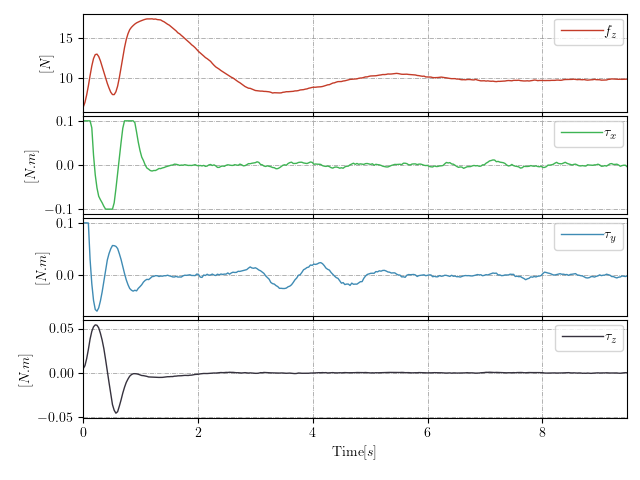 [N]
15
10
f_z
[N.m]
0.1
0.0
−0.1
τ_x
[N.m]
0.1
0.0
τ_y
[N.m]
0.05
0.00
−0.05
τ_z
0 2 4 6 8
Time[s]